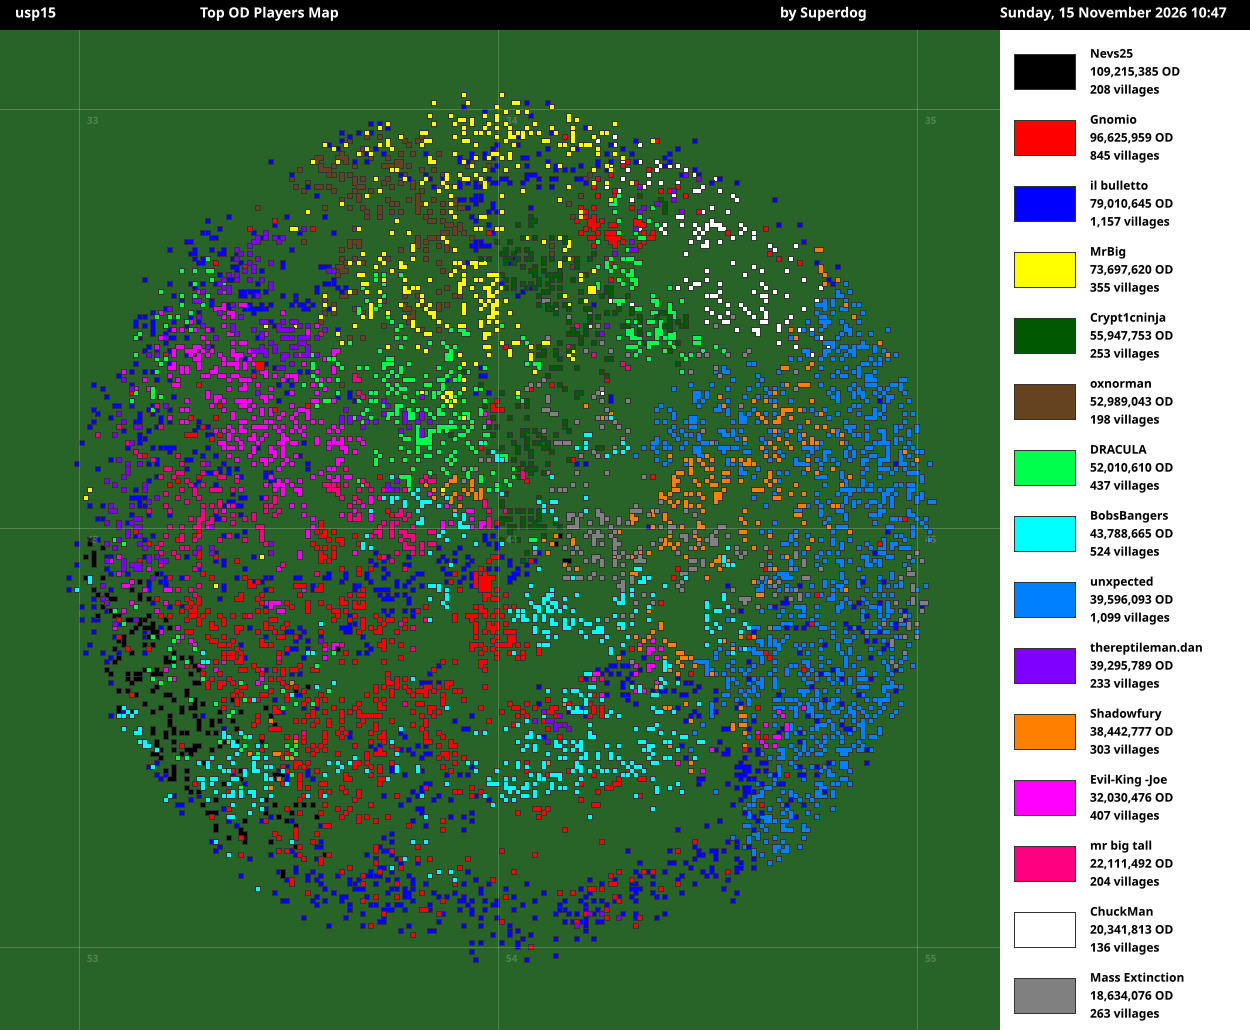 usp15 Top OD Players Map by Superdog Sunday, 15 November 2026 10:47
Nevs25
109,215,385 OD
208 villages
Gnomio
96,625,959 OD
845 villages
il bulletto
79,010,645 OD
1,157 villages
MrBig
73,697,620 OD
355 villages
Crypt1cninja
55,947,753 OD
253 villages
oxnorman
52,989,043 OD
198 villages
DRACULA
52,010,610 OD
437 villages
BobsBangers
43,788,665 OD
524 villages
unxpected
39,596,093 OD
1,099 villages
thereptileman.dan
39,295,789 OD
233 villages
Shadowfury
38,442,777 OD
303 villages
Evil-King -Joe
32,030,476 OD
407 villages
mr big tall
22,111,492 OD
204 villages
ChuckMan
20,341,813 OD
136 villages
Mass Extinction
18,634,076 OD
263 villages
33 34 35
53 54 55